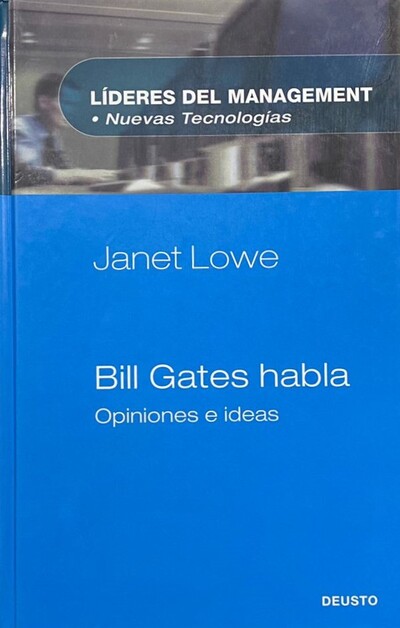 LÍDERES DEL MANAGEMENT
• Nuevas Tecnologías
Janet Lowe
Bill Gates habla
Opiniones e ideas
DEUSTO